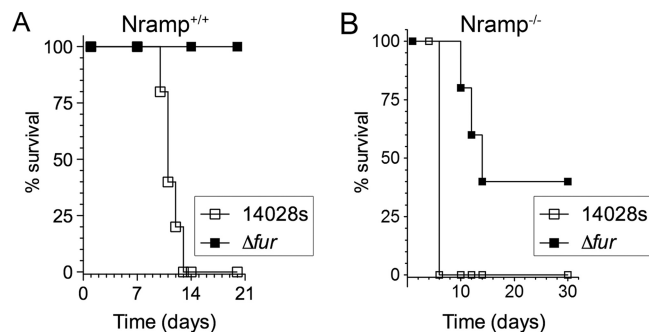 A
Nramp+/+
% survival
100
75
50
25
0
0
7
14
21
Time (days)
14028s
Δfur
B
Nramp-/-
% survival
100
75
50
25
0
10
20
30
Time (days)
14028s
Δfur